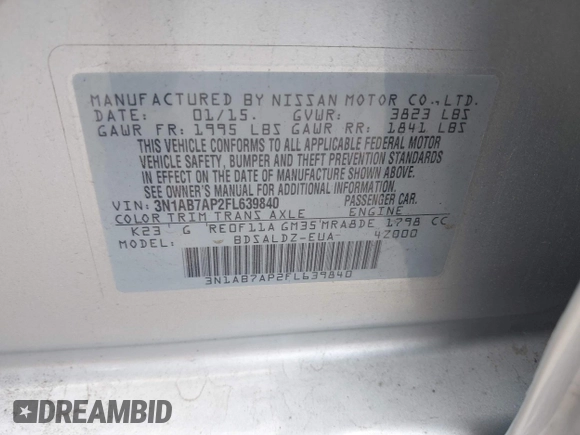 MANUFACTURED BY NISSAN MOTOR CO., LTD.
DATE: 01/15. GVWR: 3823 LBS
GAWR FR: 1995 LBS GAWR RR: 1841 LBS
THIS VEHICLE CONFORMS TO ALL APPLICABLE FEDERAL MOTOR
VEHICLE SAFETY, BUMPER AND THEFT PREVENTION STANDARDS
IN EFFECT ON THE DATE OF MANUFACTURE SHOWN ABOVE.
SEE OWNER'S MANUAL FOR ADDITIONAL INFORMATION.
VIN: 3N1AB7AP2FL639840 PASSENGER CAR.
COLOR TRIM TRANS AXLE ENGINE
K23 G RE0F11A GM35 MRA8DE 1798 CC
MODEL: BDSALDZ-EUA- 4Z000
3N1AB7AP2FL639840
DREAMBID